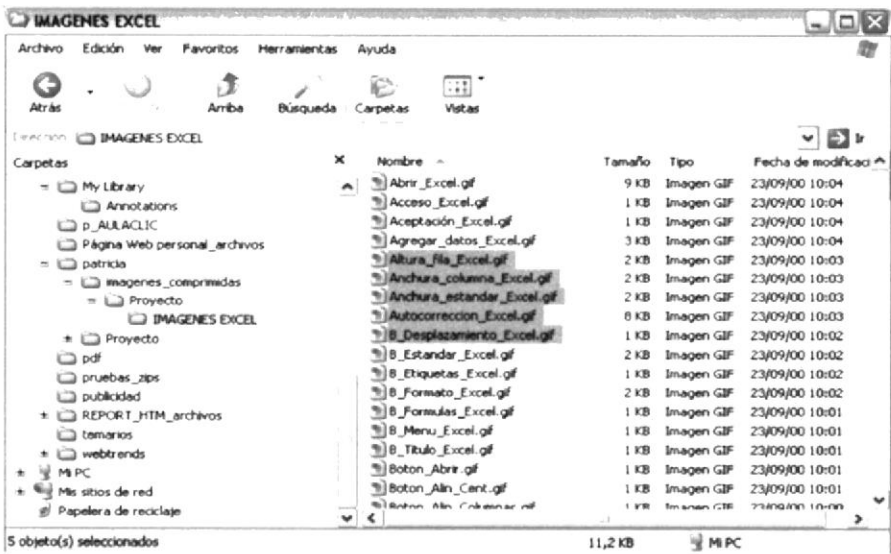 IMAGENES EXCEL
Archivo Edición Ver Favoritos Herramientas Ayuda
Atrás Arriba Búsqueda Carpetas Vistas
Dirección IMAGENES EXCEL Ir
Carpetas
My Library
Annotations
p_AULACLIC
Página Web personal_archivos
patricia
imagenes_comprimidas
Proyecto
IMAGENES EXCEL
Proyecto
pdf
pruebas_zips
publicidad
REPORT_HTM_archivos
temarios
webtrends
Mi PC
Mis sitios de red
Papelera de reciclaje
Nombre Tamaño Tipo Fecha de modificaci
Abrir_Excel.gif 9 KB Imagen GIF 23/09/00 10:04
Acceso_Excel.gif 1 KB Imagen GIF 23/09/00 10:04
Aceptación_Excel.gif 1 KB Imagen GIF 23/09/00 10:04
Agregar_datos_Excel.gif 3 KB Imagen GIF 23/09/00 10:04
Altura_fila_Excel.gif 2 KB Imagen GIF 23/09/00 10:03
Anchura_columna_Excel.gif 2 KB Imagen GIF 23/09/00 10:03
Anchura_estandar_Excel.gif 2 KB Imagen GIF 23/09/00 10:03
Autocorreccion_Excel.gif 8 KB Imagen GIF 23/09/00 10:03
B_Desplazamiento_Excel.gif 1 KB Imagen GIF 23/09/00 10:02
B_Estandar_Excel.gif 2 KB Imagen GIF 23/09/00 10:02
B_Etiquetas_Excel.gif 1 KB Imagen GIF 23/09/00 10:02
B_Formato_Excel.gif 2 KB Imagen GIF 23/09/00 10:02
B_Formulas_Excel.gif 1 KB Imagen GIF 23/09/00 10:01
B_Menu_Excel.gif 1 KB Imagen GIF 23/09/00 10:01
B_Titulo_Excel.gif 1 KB Imagen GIF 23/09/00 10:01
Boton_Abrir.gif 1 KB Imagen GIF 23/09/00 10:01
Boton_Alin_Cent.gif 1 KB Imagen GIF 23/09/00 10:01
Boton_Alin_Columnas.gif 1 KB Imagen GIF 23/09/00 10:00
5 objeto(s) seleccionados 11,2 KB Mi PC